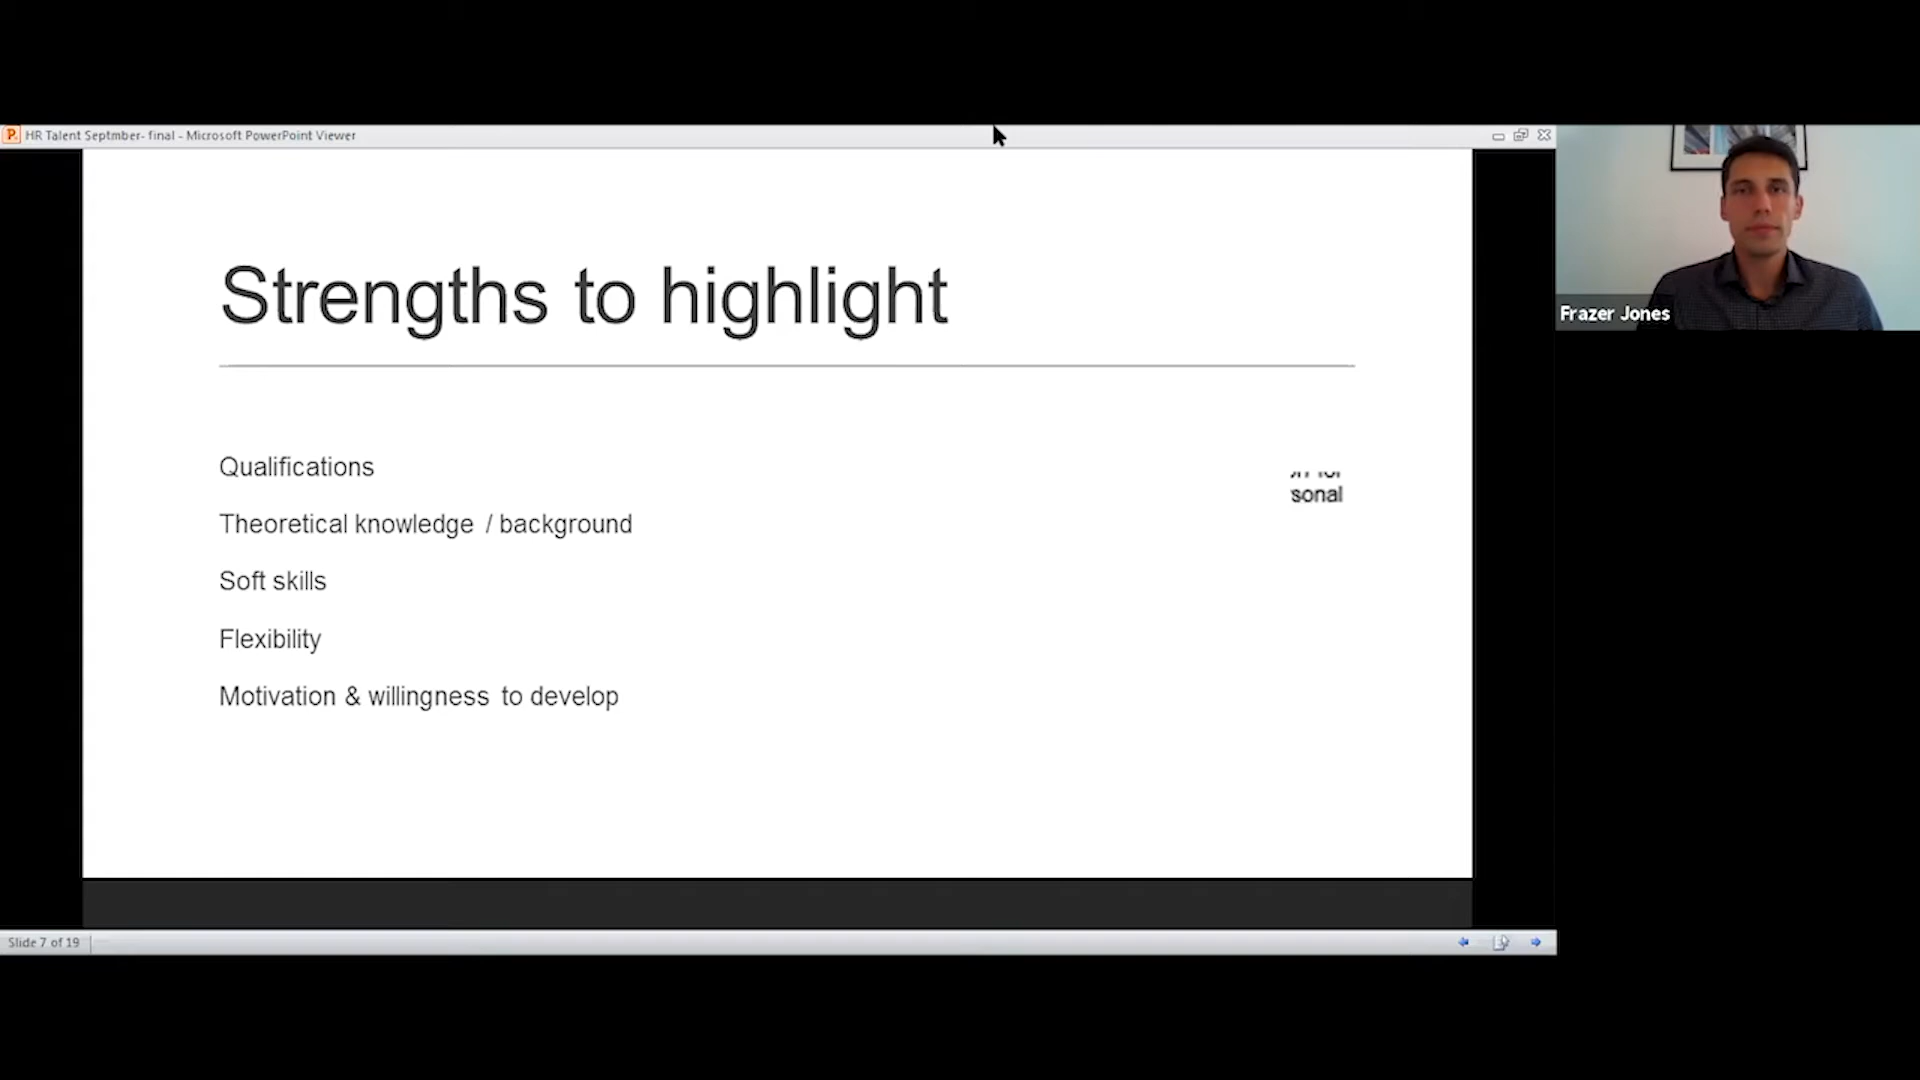 HR Talent Septmber- final - Microsoft PowerPoint Viewer
Strengths to highlight
Qualifications
sonal
Theoretical knowledge / background
Soft skills
Flexibility
Motivation & willingness to develop
Frazer Jones
Slide 7 of 19